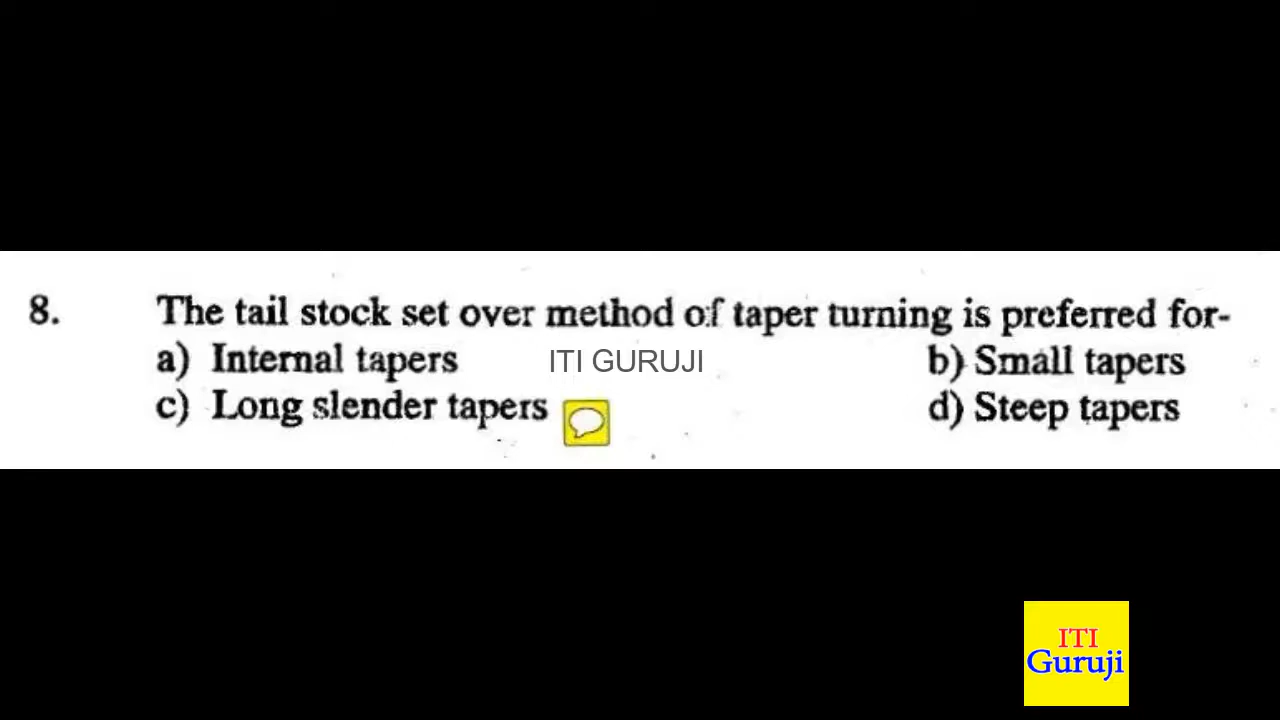 8. The tail stock set over method of taper turning is preferred for-
a) Internal tapers ITI GURUJI b) Small tapers
c) Long slender tapers d) Steep tapers
ITI
Guruji